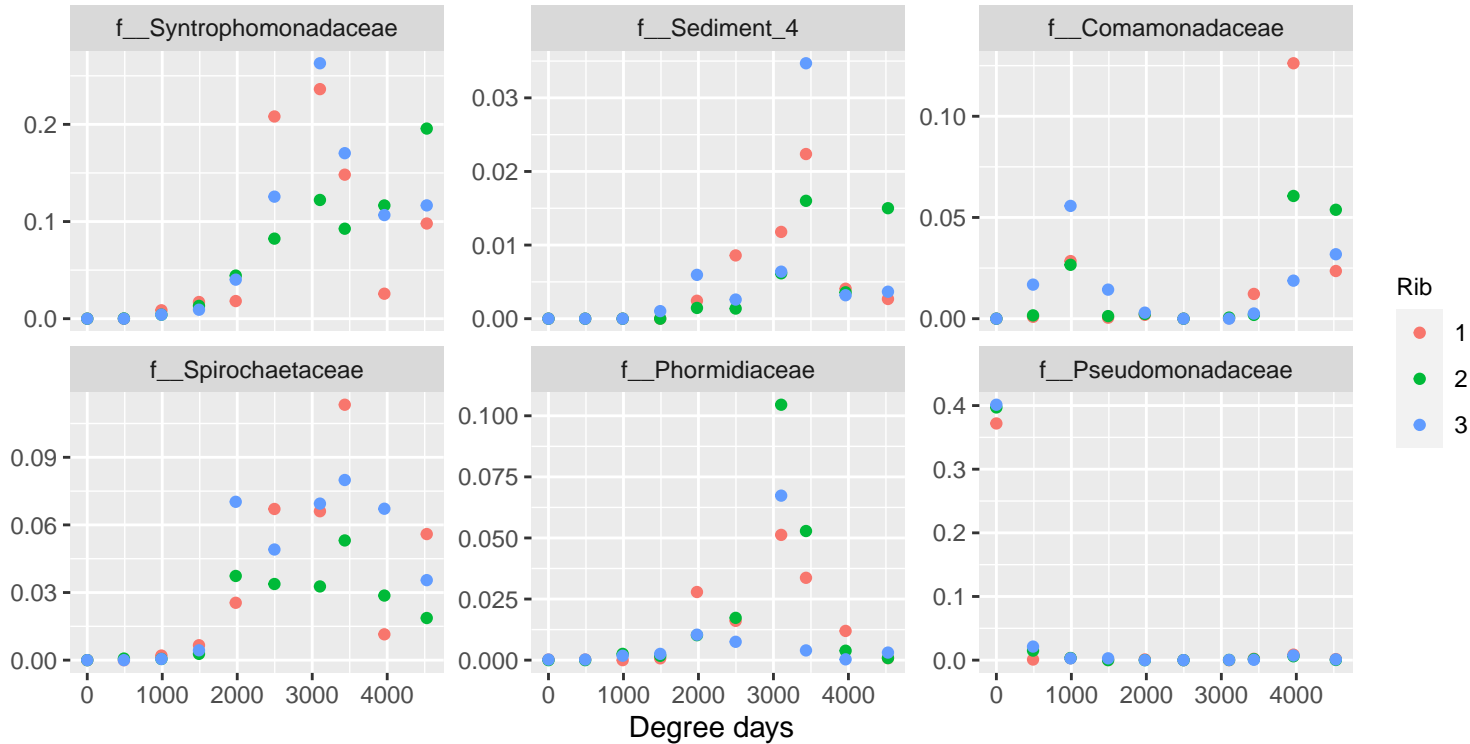 f__Syntrophomonadaceae
f__Sediment_4
f__Comamonadaceae
0.2
0.1
0.0
0.03
0.02
0.01
0.00
0.10
0.05
0.00
f__Spirochaetaceae
f__Phormidiaceae
f__Pseudomonadaceae
0.09
0.06
0.03
0.00
0.100
0.075
0.050
0.025
0.000
0.4
0.3
0.2
0.1
0.0
0 1000 2000 3000 4000
0 1000 2000 3000 4000
0 1000 2000 3000 4000
Degree days
Rib
1
2
3